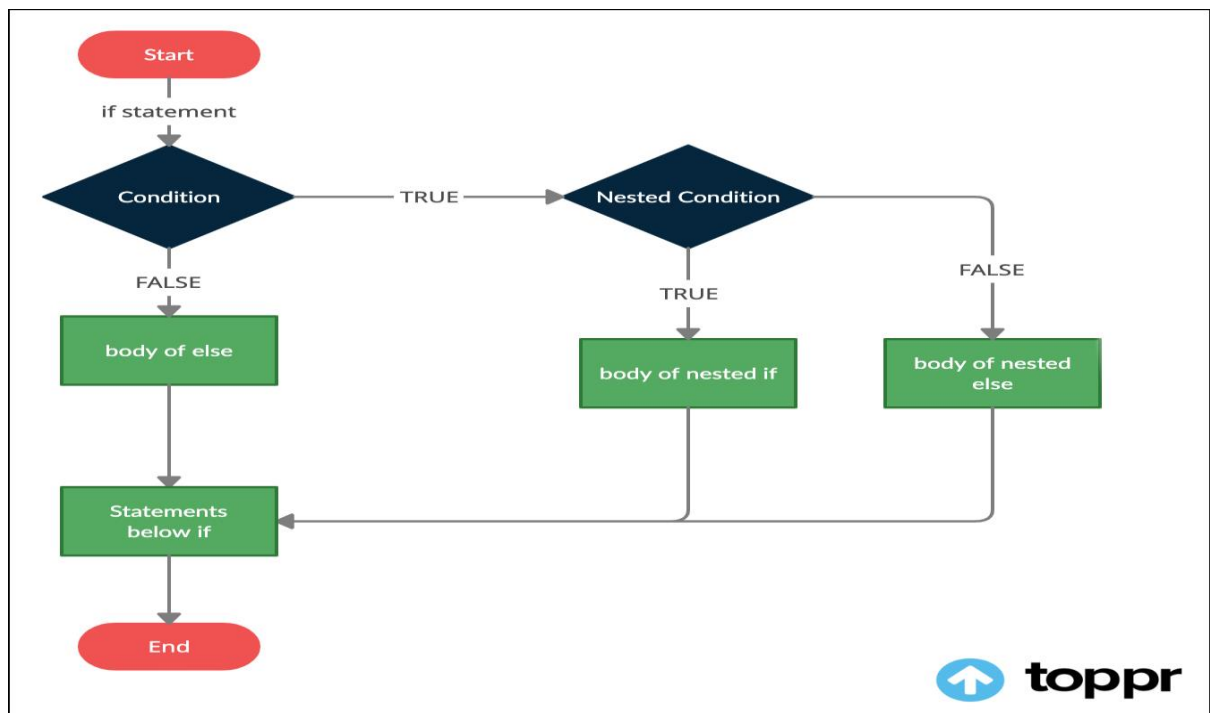 Start
if statement
Condition
TRUE
Nested Condition
FALSE
FALSE
TRUE
body of else
body of nested if
body of nested
else
Statements
below if
End
toppr